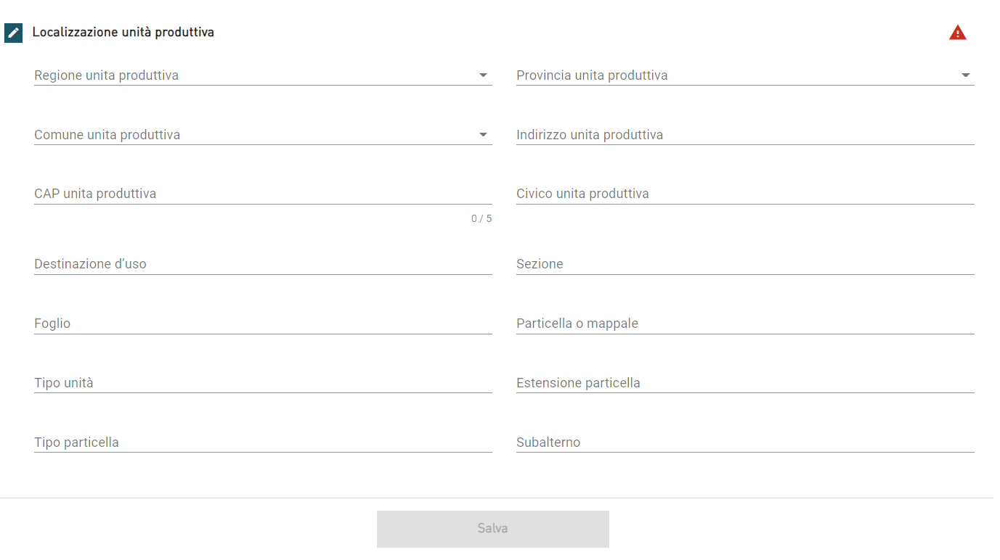 Localizzazione unità produttiva
Regione unita produttiva
Provincia unita produttiva
Comune unita produttiva
Indirizzo unita produttiva
CAP unita produttiva
Civico unita produttiva
0 / 5
Destinazione d’uso
Sezione
Foglio
Particella o mappale
Tipo unità
Estensione particella
Tipo particella
Subalterno
Salva